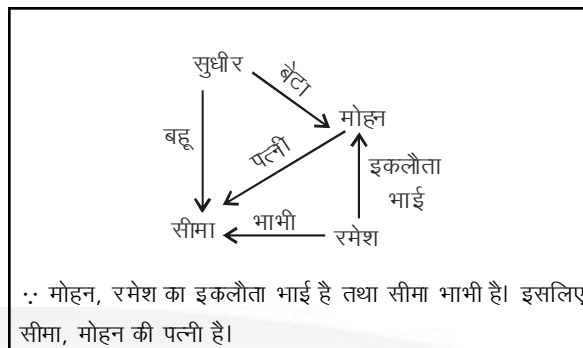 सुधीर
बेटा
मोहन
बहू
पत्नी
इकलौता
भाई
सीमा
भाभी
रमेश
∵ मोहन, रमेश का इकलौता भाई है तथा सीमा भाभी है। इसलिए
सीमा, मोहन की पत्नी है।